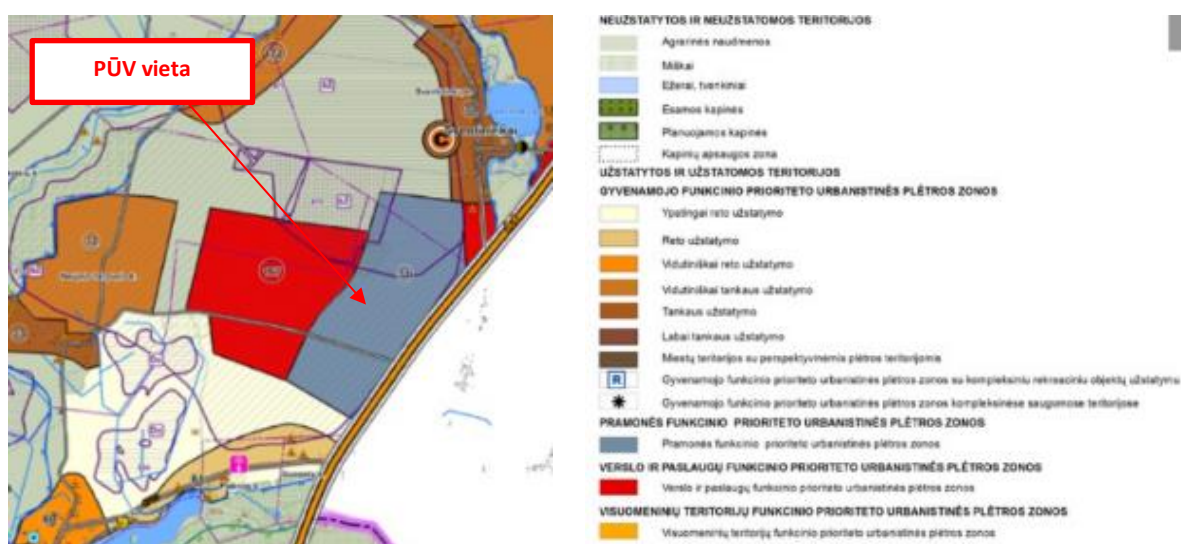 PŪV vieta
NEUŽSTATYTOS IR NEUŽSTATOMOS TERITORIJOS
Agrarinės naudmenos
Miškai
Ežerai, tvenkiniai
Esamos kapinės
Planuojamos kapinės
Kapinių apsaugos zona
UŽSTATYTOS IR UŽSTATOMOS TERITORIJOS
GYVENAMOJO FUNKCINIO PRIORITETO URBANISTINĖS PLĖTROS ZONOS
Ypatingai reto užstatymo
Reto užstatymo
Vidutiniškai reto užstatymo
Vidutiniškai tankaus užstatymo
Tankaus užstatymo
Labai tankaus užstatymo
Miestų teritorijos su perspektyvinėmis plėtros teritorijomis
R Gyvenamojo funkcinio prioriteto urbanistinės plėtros zonos su kompleksiniu rekreaciniu objektų užstatymu
Gyvenamojo funkcinio prioriteto urbanistinės plėtros zonos kompleksinėse saugomose teritorijose
PRAMONĖS FUNKCINIO PRIORITETO URBANISTINĖS PLĖTROS ZONOS
Pramonės funkcinio prioriteto urbanistinės plėtros zonos
VERSLO IR PASLAUGŲ FUNKCINIO PRIORITETO URBANISTINĖS PLĖTROS ZONOS
Verslo ir paslaugų funkcinio prioriteto urbanistinės plėtros zonos
VISUOMENINIŲ TERITORIJŲ FUNKCINIO PRIORITETO URBANISTINĖS PLĖTROS ZONOS
Visuomeninių teritorijų funkcinio prioriteto urbanistinės plėtros zonos